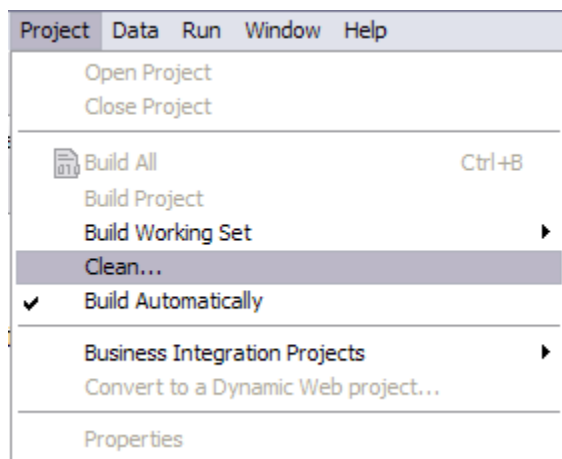 Project Data Run Window Help
Open Project
Close Project
Build All Ctrl+B
Build Project
Build Working Set
Clean...
Build Automatically
Business Integration Projects
Convert to a Dynamic Web project...
Properties